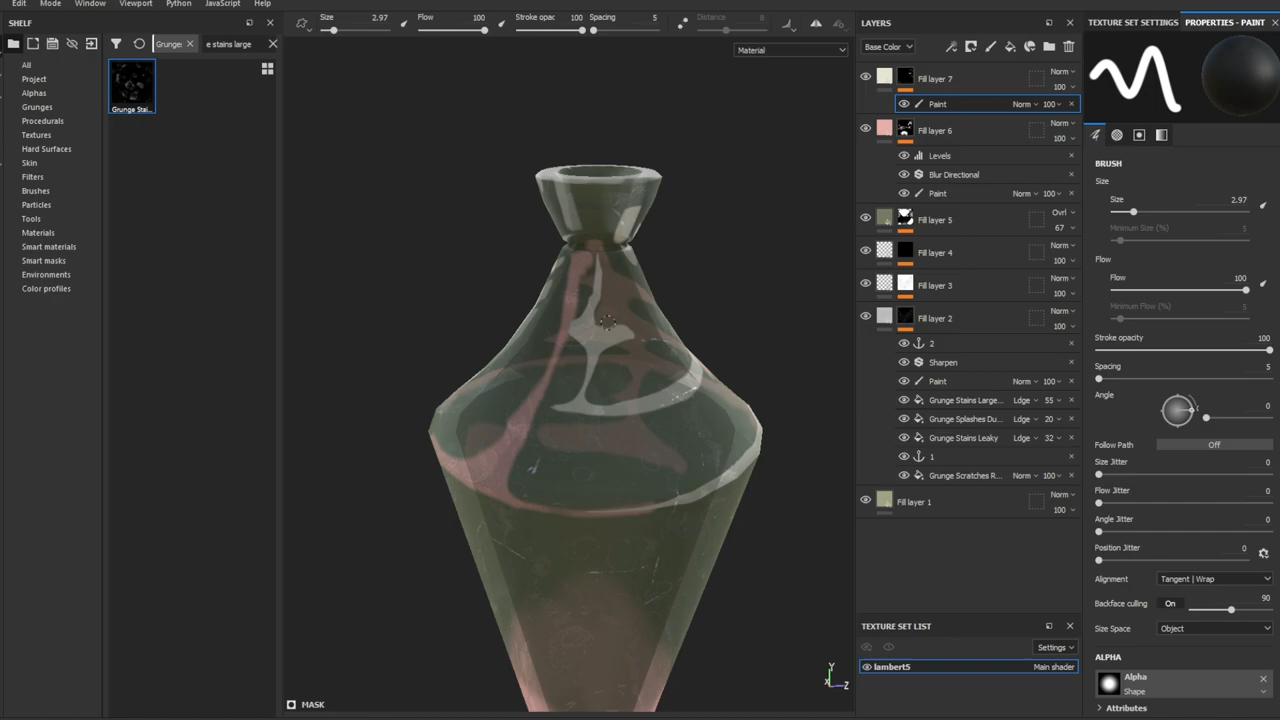 Edit Mode Window Viewport Python JavaScript Help
SHELF
Size 2.97 Flow 100 Stroke opac 100 Spacing 5 Distance 8
Grunge e stains large
Material
All
Project
Alphas
Grunges
Procedurals
Textures
Hard Surfaces
Skin
Filters
Brushes
Particles
Tools
Materials
Smart materials
Smart masks
Environments
Color profiles
Grunge Stai...
Y
X
Z
MASK
LAYERS
Base Color
Fill layer 7 Norm 100
Paint Norm 100
Fill layer 6 Norm 100
Levels
Blur Directional
Paint Norm 100
Fill layer 5 Ovrl 67
Fill layer 4 Norm 100
Fill layer 3 Norm 100
Fill layer 2 Norm 100
2
Sharpen
Paint Norm 100
Grunge Stains Large... Ldge 55
Grunge Splashes Du... Ldge 20
Grunge Stains Leaky Ldge 32
1
Grunge Scratches R... Norm 100
Fill layer 1 Norm 100
TEXTURE SET LIST
Settings
lambert5 Main shader
TEXTURE SET SETTINGS PROPERTIES - PAINT
BRUSH
Size
Size 2.97
Minimum Size (%) 5
Flow
Flow 100
Minimum Flow (%) 5
Stroke opacity 100
Spacing 5
Angle
0
Follow Path Off
Size Jitter 0
Flow Jitter 0
Angle Jitter 0
Position Jitter 0
Alignment Tangent | Wrap
Backface culling On 90
Size Space Object
ALPHA
Alpha
Shape
Attributes